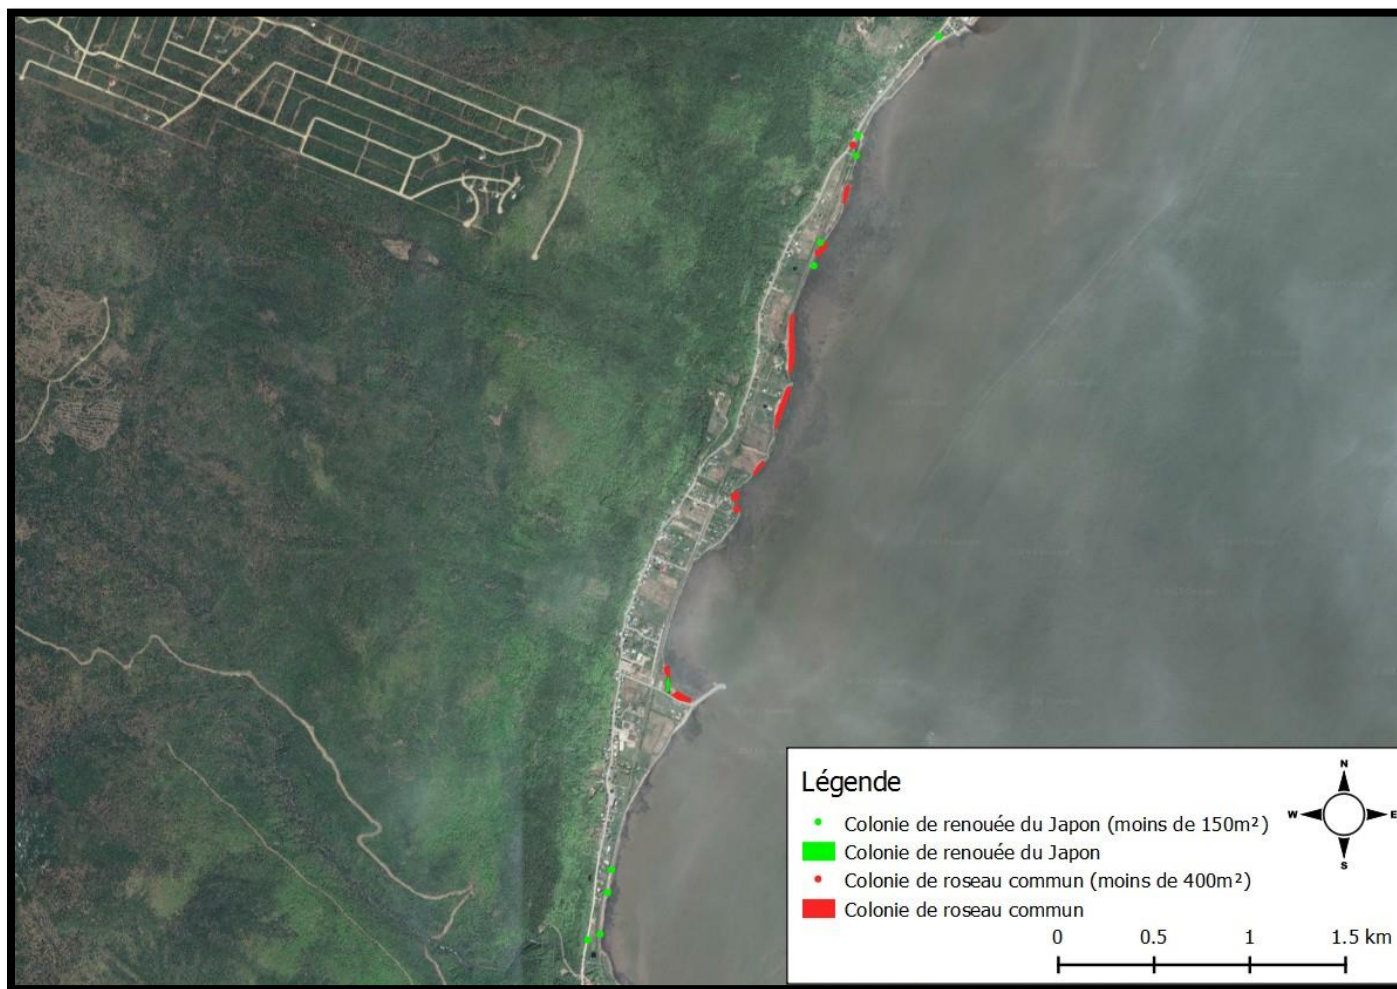 Légende
N
W
E
S
Colonie de renouée du Japon (moins de 150m²)
Colonie de renouée du Japon
Colonie de roseau commun (moins de 400m²)
Colonie de roseau commun
0 0.5 1 1.5 km